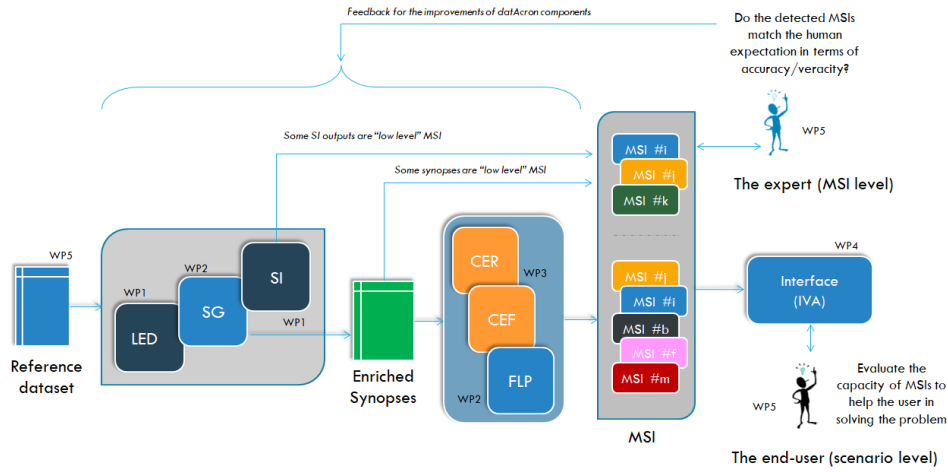 Feedback for the improvements of datAcron components
Do the detected MSIs
match the human
expectation in terms of
accuracy/veracity?
WP5
The expert (MSI level)
Some SI outputs are "low level" MSI
Some synopses are "low level" MSI
MSI #i
MSI #j
MSI #k
WP5
Reference
dataset
WP1
LED
WP2
SG
SI
WP1
Enriched
Synopses
CER
WP3
CEF
WP2
FLP
MSI #j
MSI #i
MSI #b
MSI #f
MSI #m
MSI
WP4
Interface
(IVA)
WP5
Evaluate the
capacity of MSIs to
help the user in
solving the problem
The end-user (scenario level)